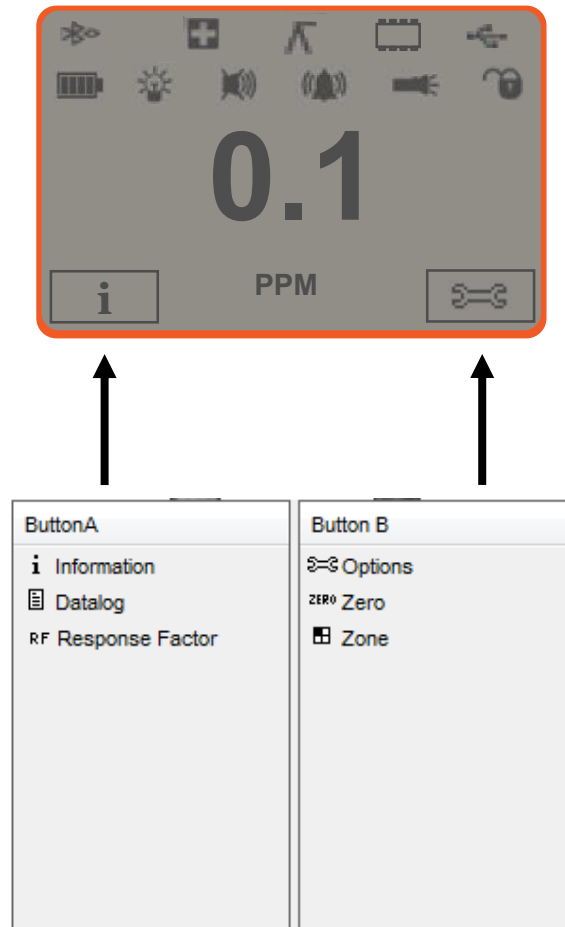 0.1
PPM
i
ButtonA
i Information
Datalog
RF Response Factor
Button B
Options
ZERO Zero
Zone